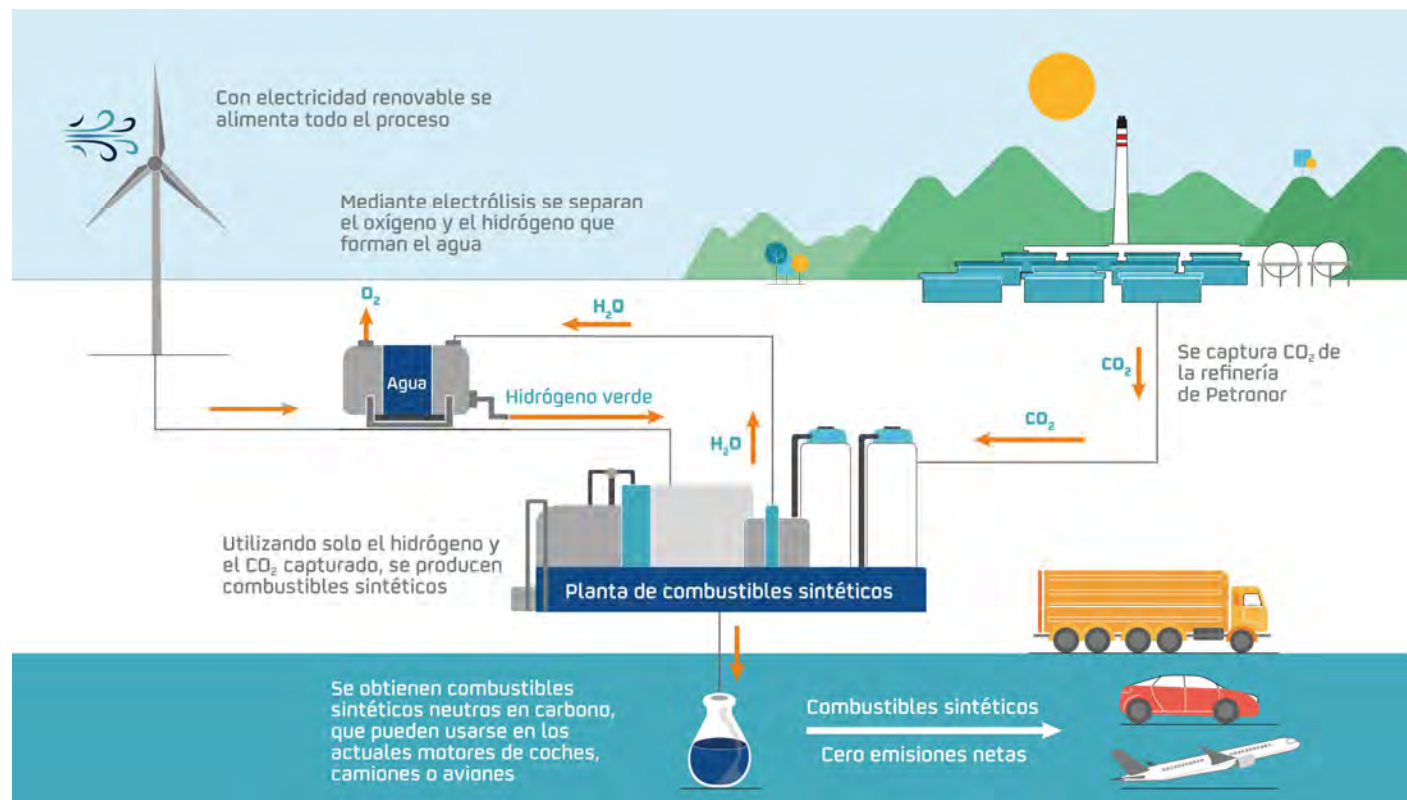 Con electricidad renovable se
alimenta todo el proceso
Mediante electrólisis se separan
el oxígeno y el hidrógeno que
forman el agua
O₂
H₂O
Agua
Hidrógeno verde
H₂O
CO₂
Se captura CO₂ de
la refinería
de Petronor
CO₂
Utilizando solo el hidrógeno y
el CO₂ capturado, se producen
combustibles sintéticos
Planta de combustibles sintéticos
Se obtienen combustibles
sintéticos neutros en carbono,
que pueden usarse en los
actuales motores de coches,
camiones o aviones
Combustibles sintéticos
Cero emisiones netas